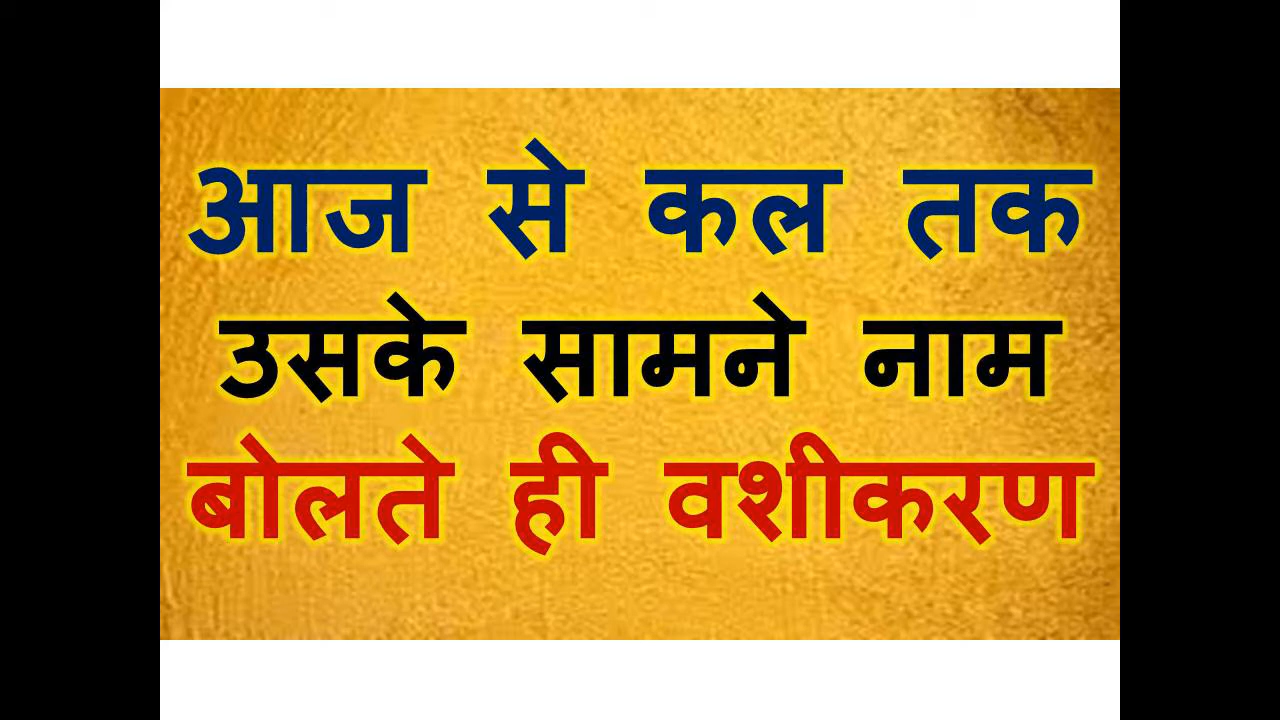 आज से कल तक
उसके सामने नाम
बोलते ही वशीकरण